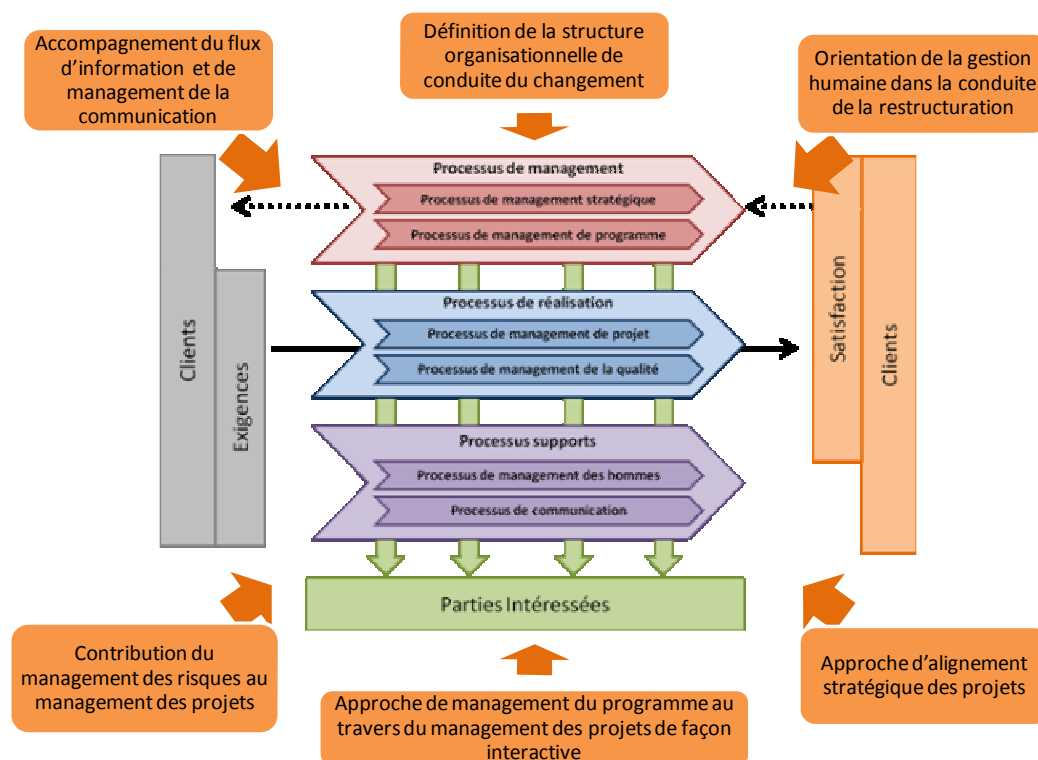 Accompagnement du flux
d'information et de
management de la
communication
Définition de la structure
organisationnelle de
conduite du changement
Orientation de la gestion
humaine dans la conduite
de la restructuration
Clients
Exigences
Processus de management
Processus de management stratégique
Processus de management de programme
Processus de réalisation
Processus de management de projet
Processus de management de la qualité
Processus supports
Processus de management des hommes
Processus de communication
Parties Intéressées
Satisfaction
Clients
Contribution du
management des risques au
management des projets
Approche de management du programme au
travers du management des projets de façon
interactive
Approche d'alignement
stratégique des projets